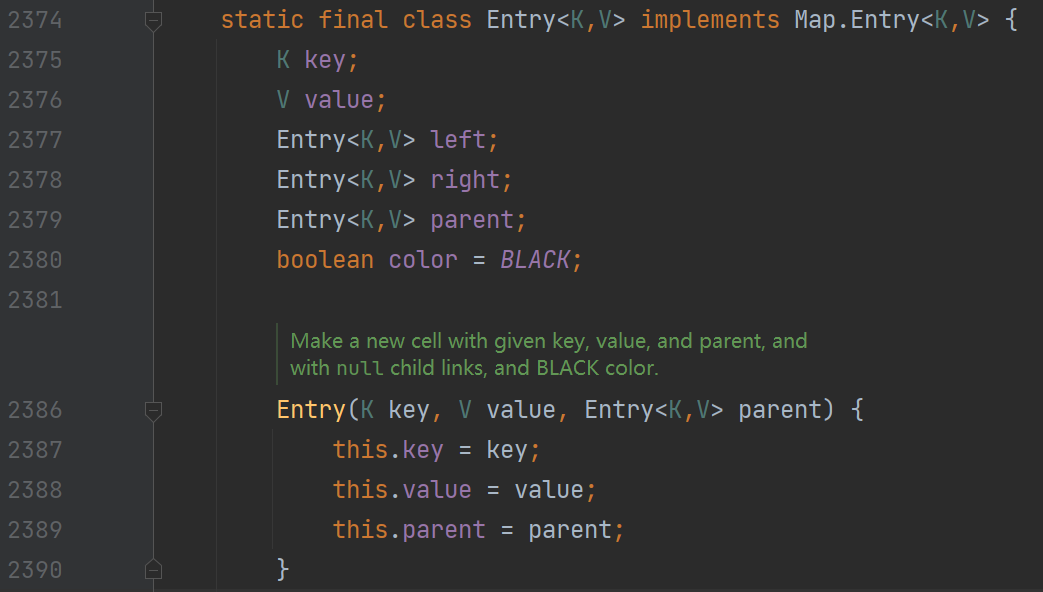 2374 static final class Entry<K,V> implements Map.Entry<K,V> {
2375 K key;
2376 V value;
2377 Entry<K,V> left;
2378 Entry<K,V> right;
2379 Entry<K,V> parent;
2380 boolean color = BLACK;
2381
Make a new cell with given key, value, and parent, and
with null child links, and BLACK color.
2386 Entry(K key, V value, Entry<K,V> parent) {
2387 this.key = key;
2388 this.value = value;
2389 this.parent = parent;
2390 }